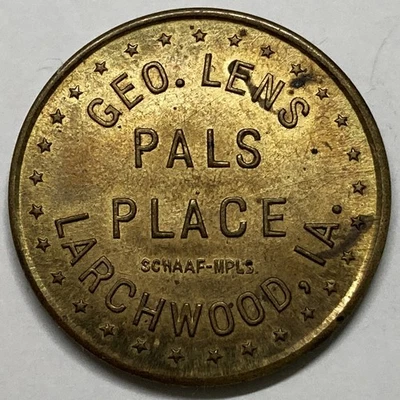 GEO. LENS
PALS
PLACE
SCHAAF-MPLS.
LARCHWOOD, IA.